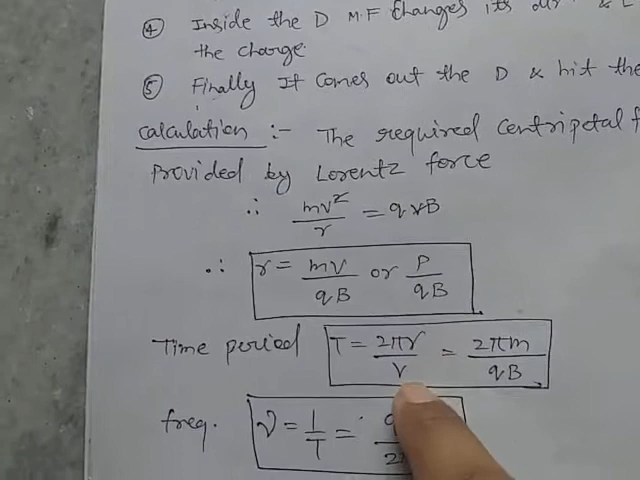 ④ Inside the D M.F changes its
the charge.
⑤ Finally It comes out the D & hit the
calculation :- The required centripetal
provided by Lorentz force
∴ mv²/r = qvB
∴ r = mv/qB or P/qB
Time period T = 2πr/v = 2πm/qB
freq. ν = 1/T =